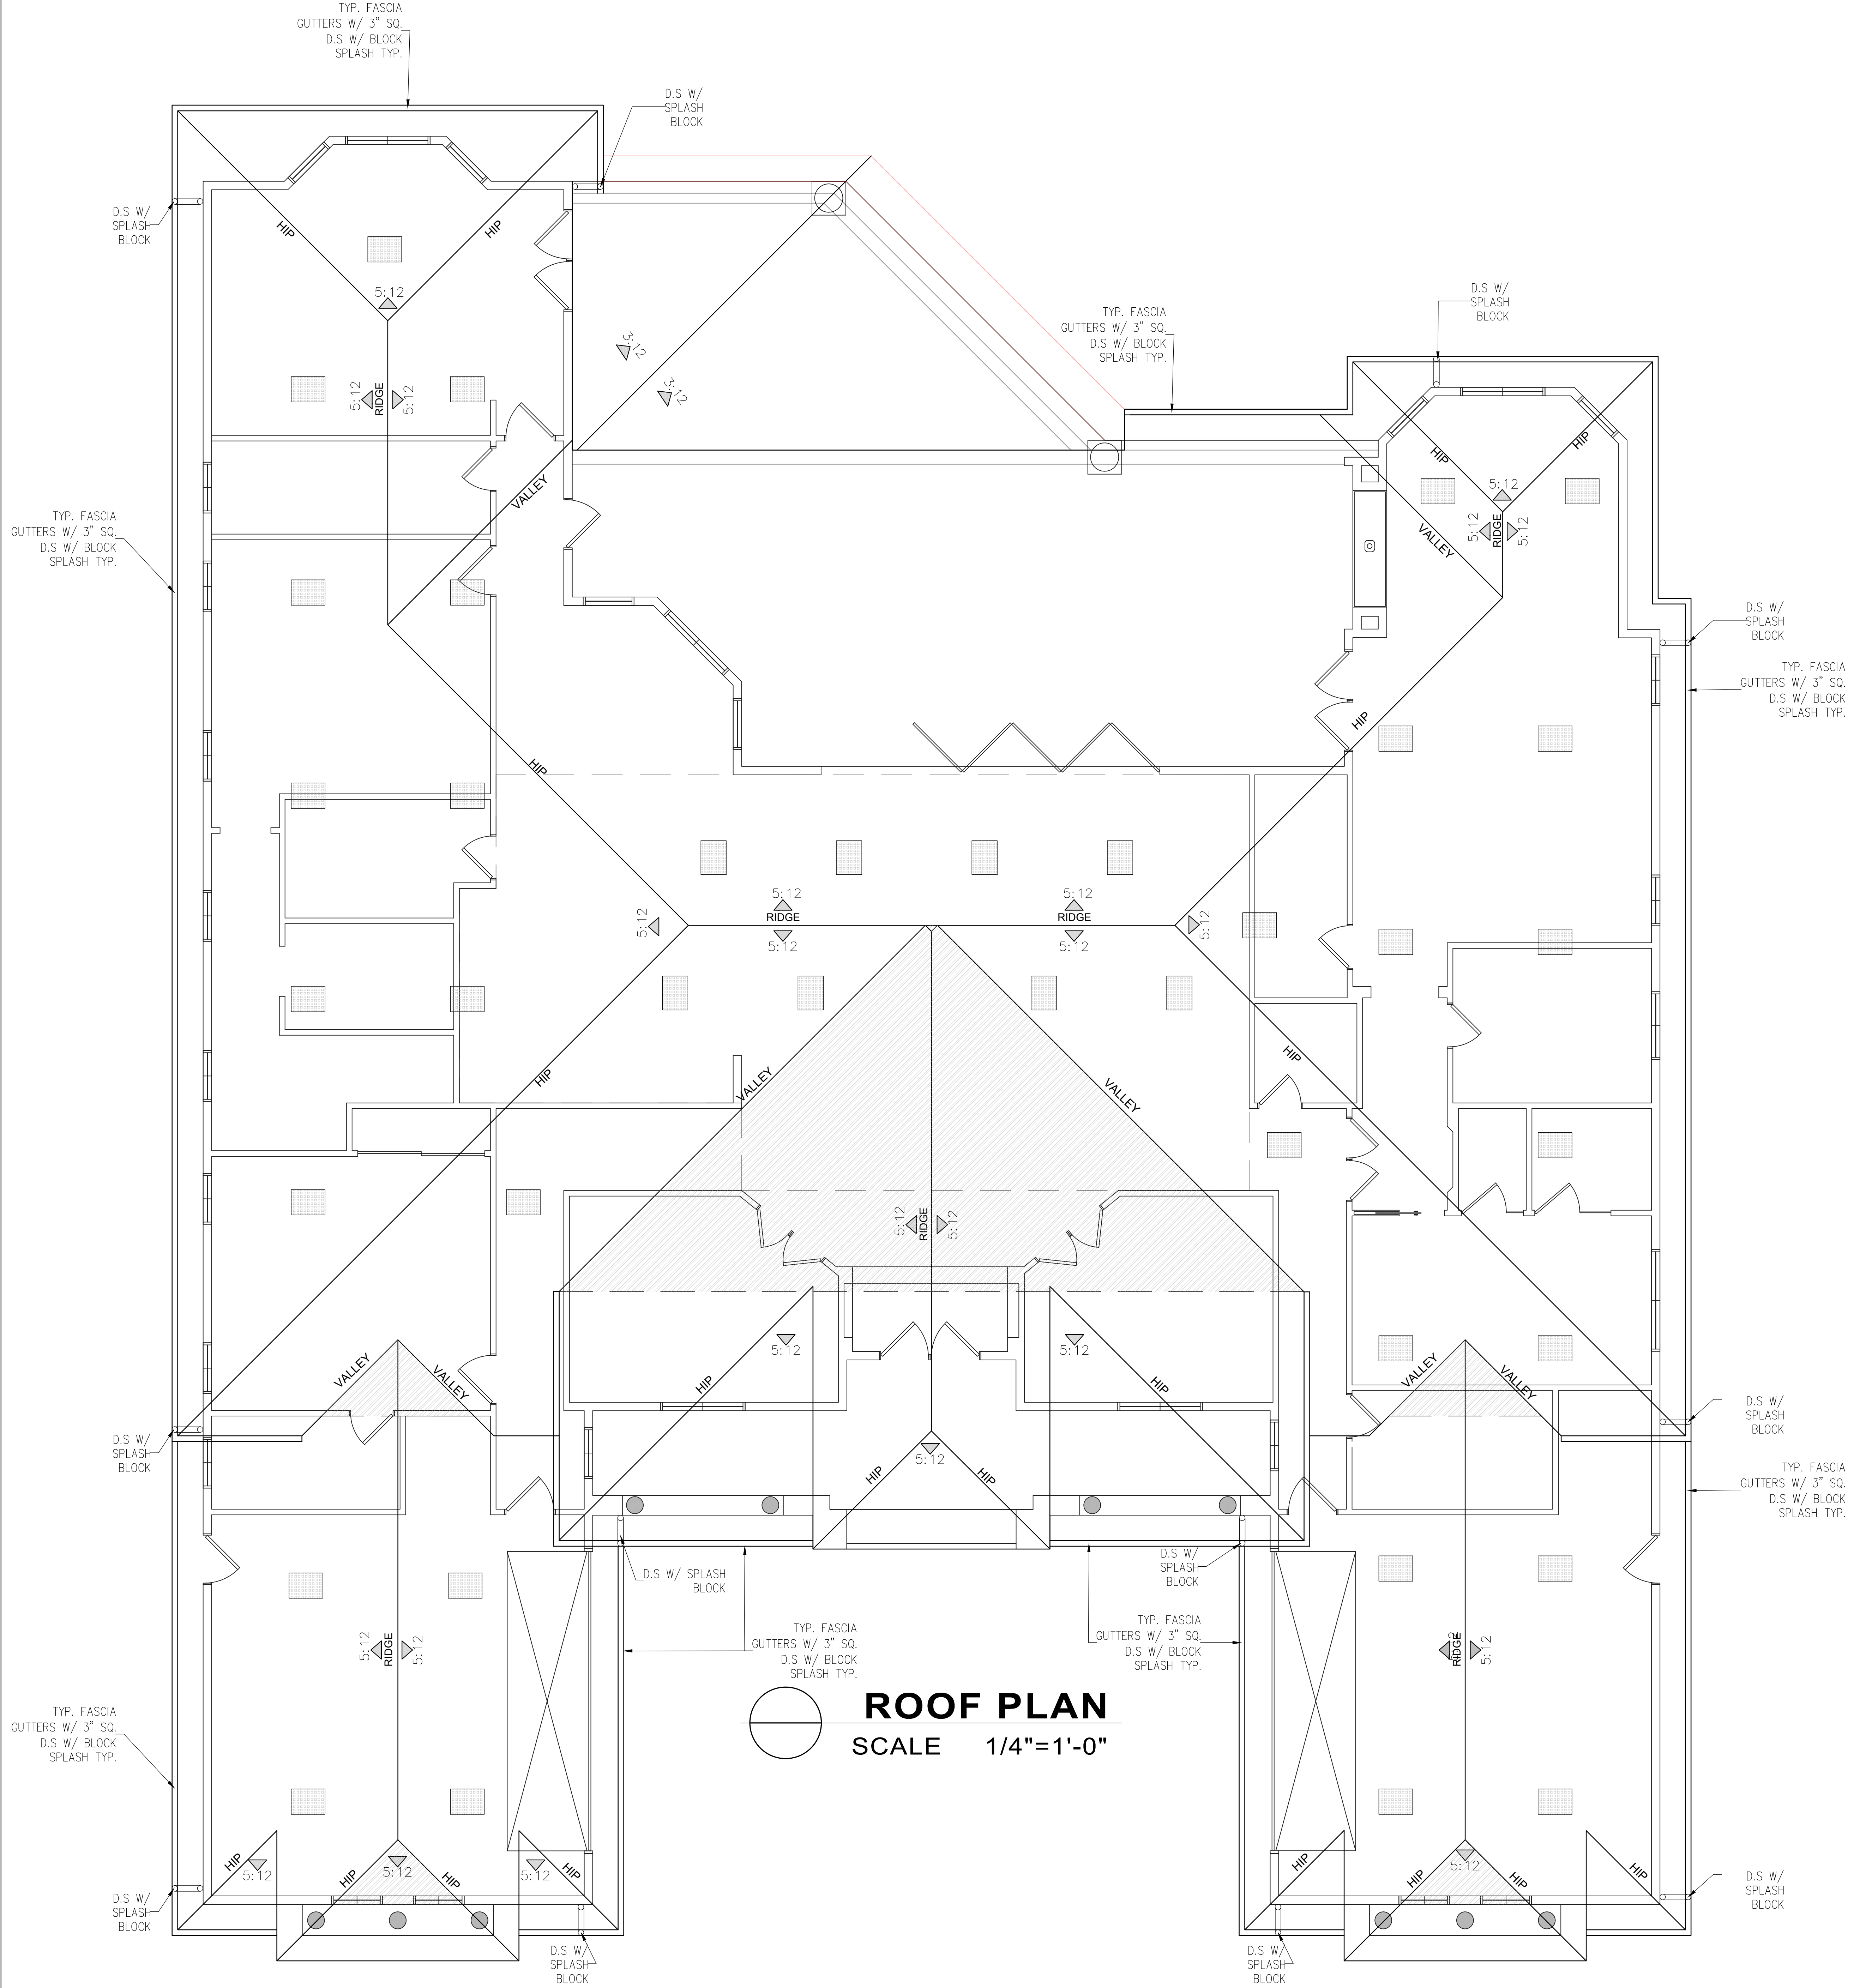 TYP. FASCIA
GUTTERS W/ 3" SQ.
D.S W/ BLOCK
SPLASH TYP.
D.S W/
SPLASH
BLOCK
D.S W/
SPLASH
BLOCK
HIP
HIP
5:12
D.S W/
SPLASH
BLOCK
TYP. FASCIA
GUTTERS W/ 3" SQ.
D.S W/ BLOCK
SPLASH TYP.
3:12
3:12
5:12
RIDGE
5:12
HIP
HIP
VALLEY
5:12
5:12
RIDGE
5:12
VALLEY
TYP. FASCIA
GUTTERS W/ 3" SQ.
D.S W/ BLOCK
SPLASH TYP.
D.S W/
SPLASH
BLOCK
TYP. FASCIA
GUTTERS W/ 3" SQ.
D.S W/ BLOCK
SPLASH TYP.
HIP
HIP
5:12
5:12
RIDGE
5:12
5:12
RIDGE
5:12
5:12
HIP
VALLEY
VALLEY
HIP
5:12
RIDGE
5:12
5:12
5:12
VALLEY
VALLEY
HIP
HIP
VALLEY
VALLEY
D.S W/
SPLASH
BLOCK
D.S W/
SPLASH
BLOCK
5:12
HIP
HIP
TYP. FASCIA
GUTTERS W/ 3" SQ.
D.S W/ BLOCK
SPLASH TYP.
D.S W/ SPLASH
BLOCK
D.S W/
SPLASH
BLOCK
TYP. FASCIA
GUTTERS W/ 3" SQ.
D.S W/ BLOCK
SPLASH TYP.
TYP. FASCIA
GUTTERS W/ 3" SQ.
D.S W/ BLOCK
SPLASH TYP.
5:12
RIDGE
5:12
RIDGE
5:12
ROOF PLAN
SCALE 1/4"=1'-0"
TYP. FASCIA
GUTTERS W/ 3" SQ.
D.S W/ BLOCK
SPLASH TYP.
HIP
5:12
HIP
5:12
HIP
5:12
HIP
HIP
HIP
5:12
HIP
HIP
D.S W/
SPLASH
BLOCK
D.S W/
SPLASH
BLOCK
D.S W/
SPLASH
BLOCK
D.S W/
SPLASH
BLOCK